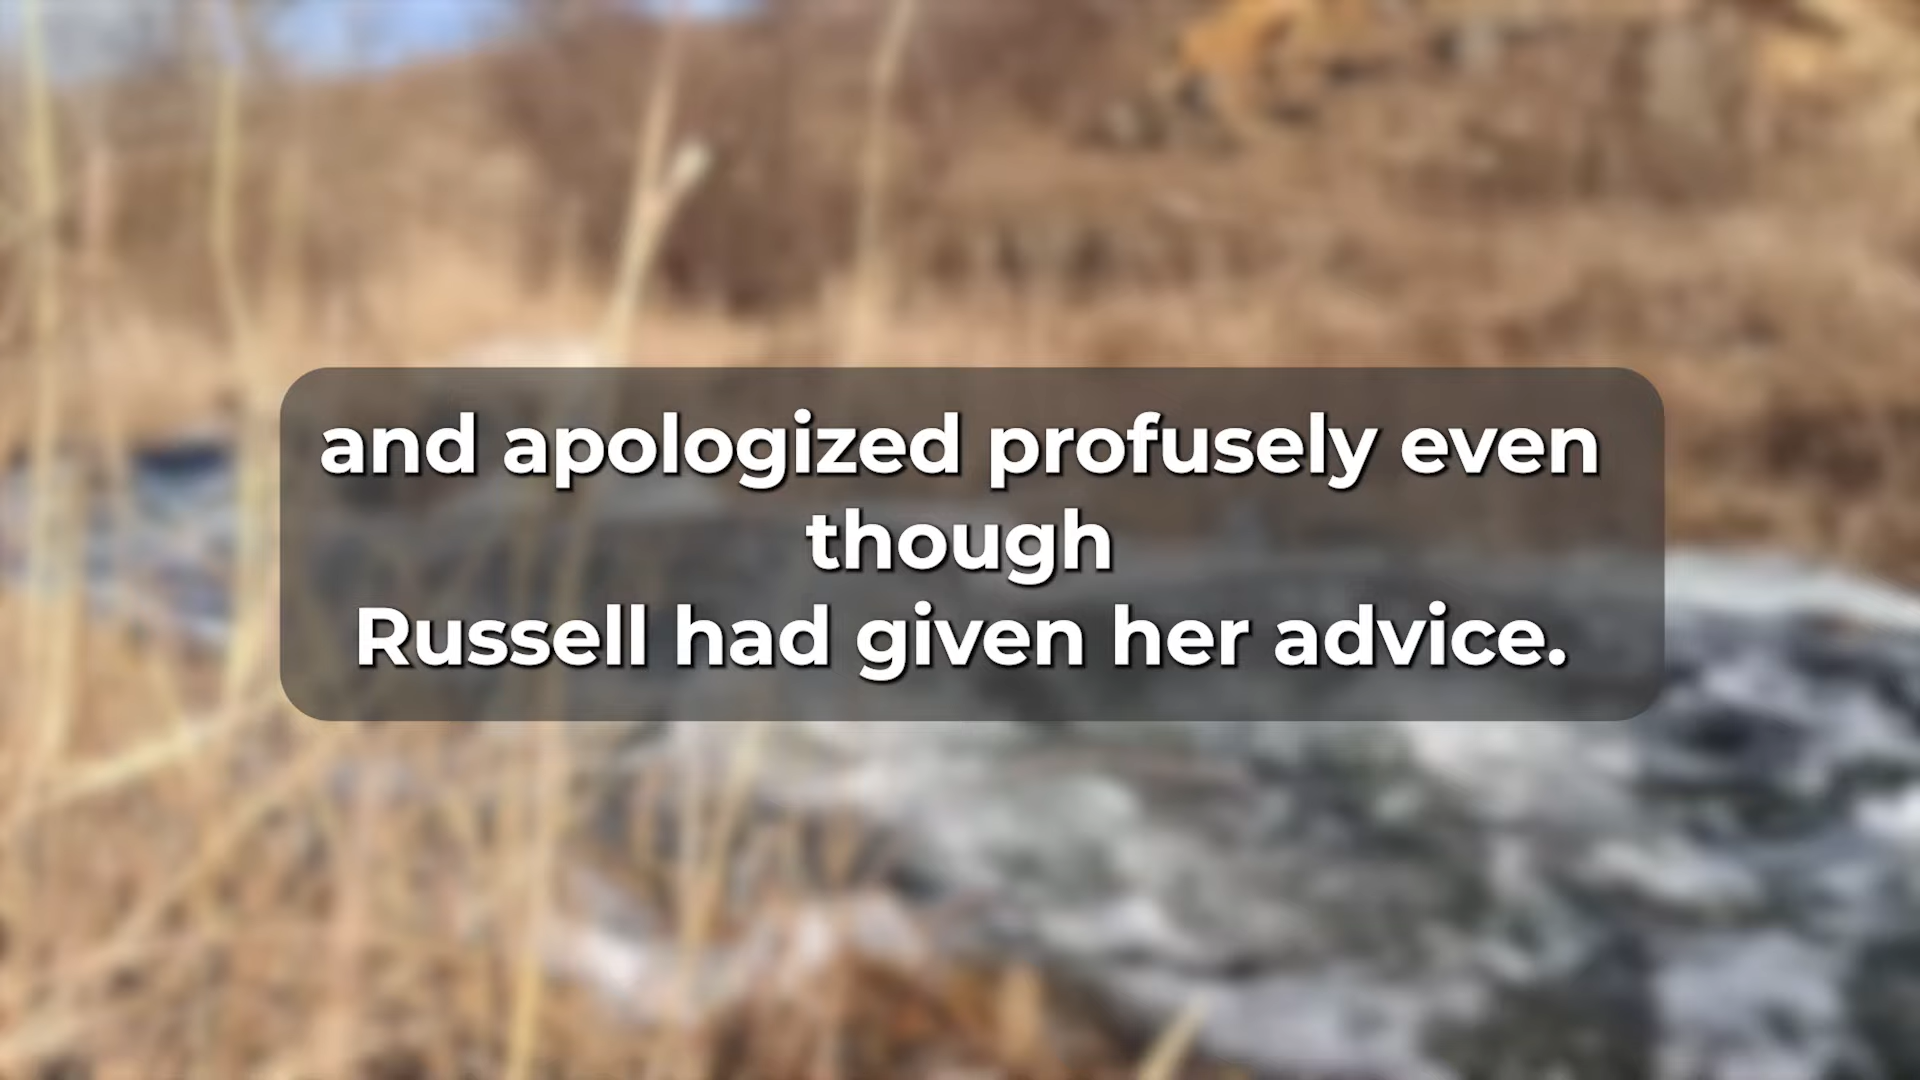 and apologized profusely even
though
Russell had given her advice.